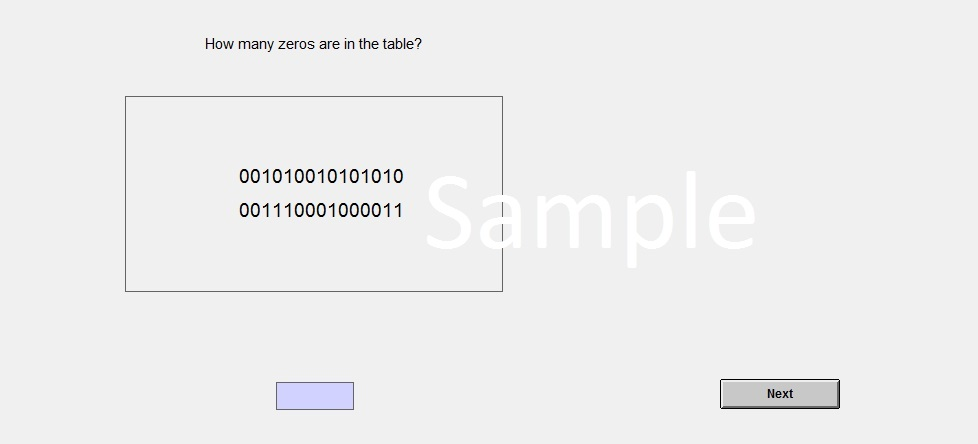 How many zeros are in the table?
001010010101010
001110001000011
Sample
Next